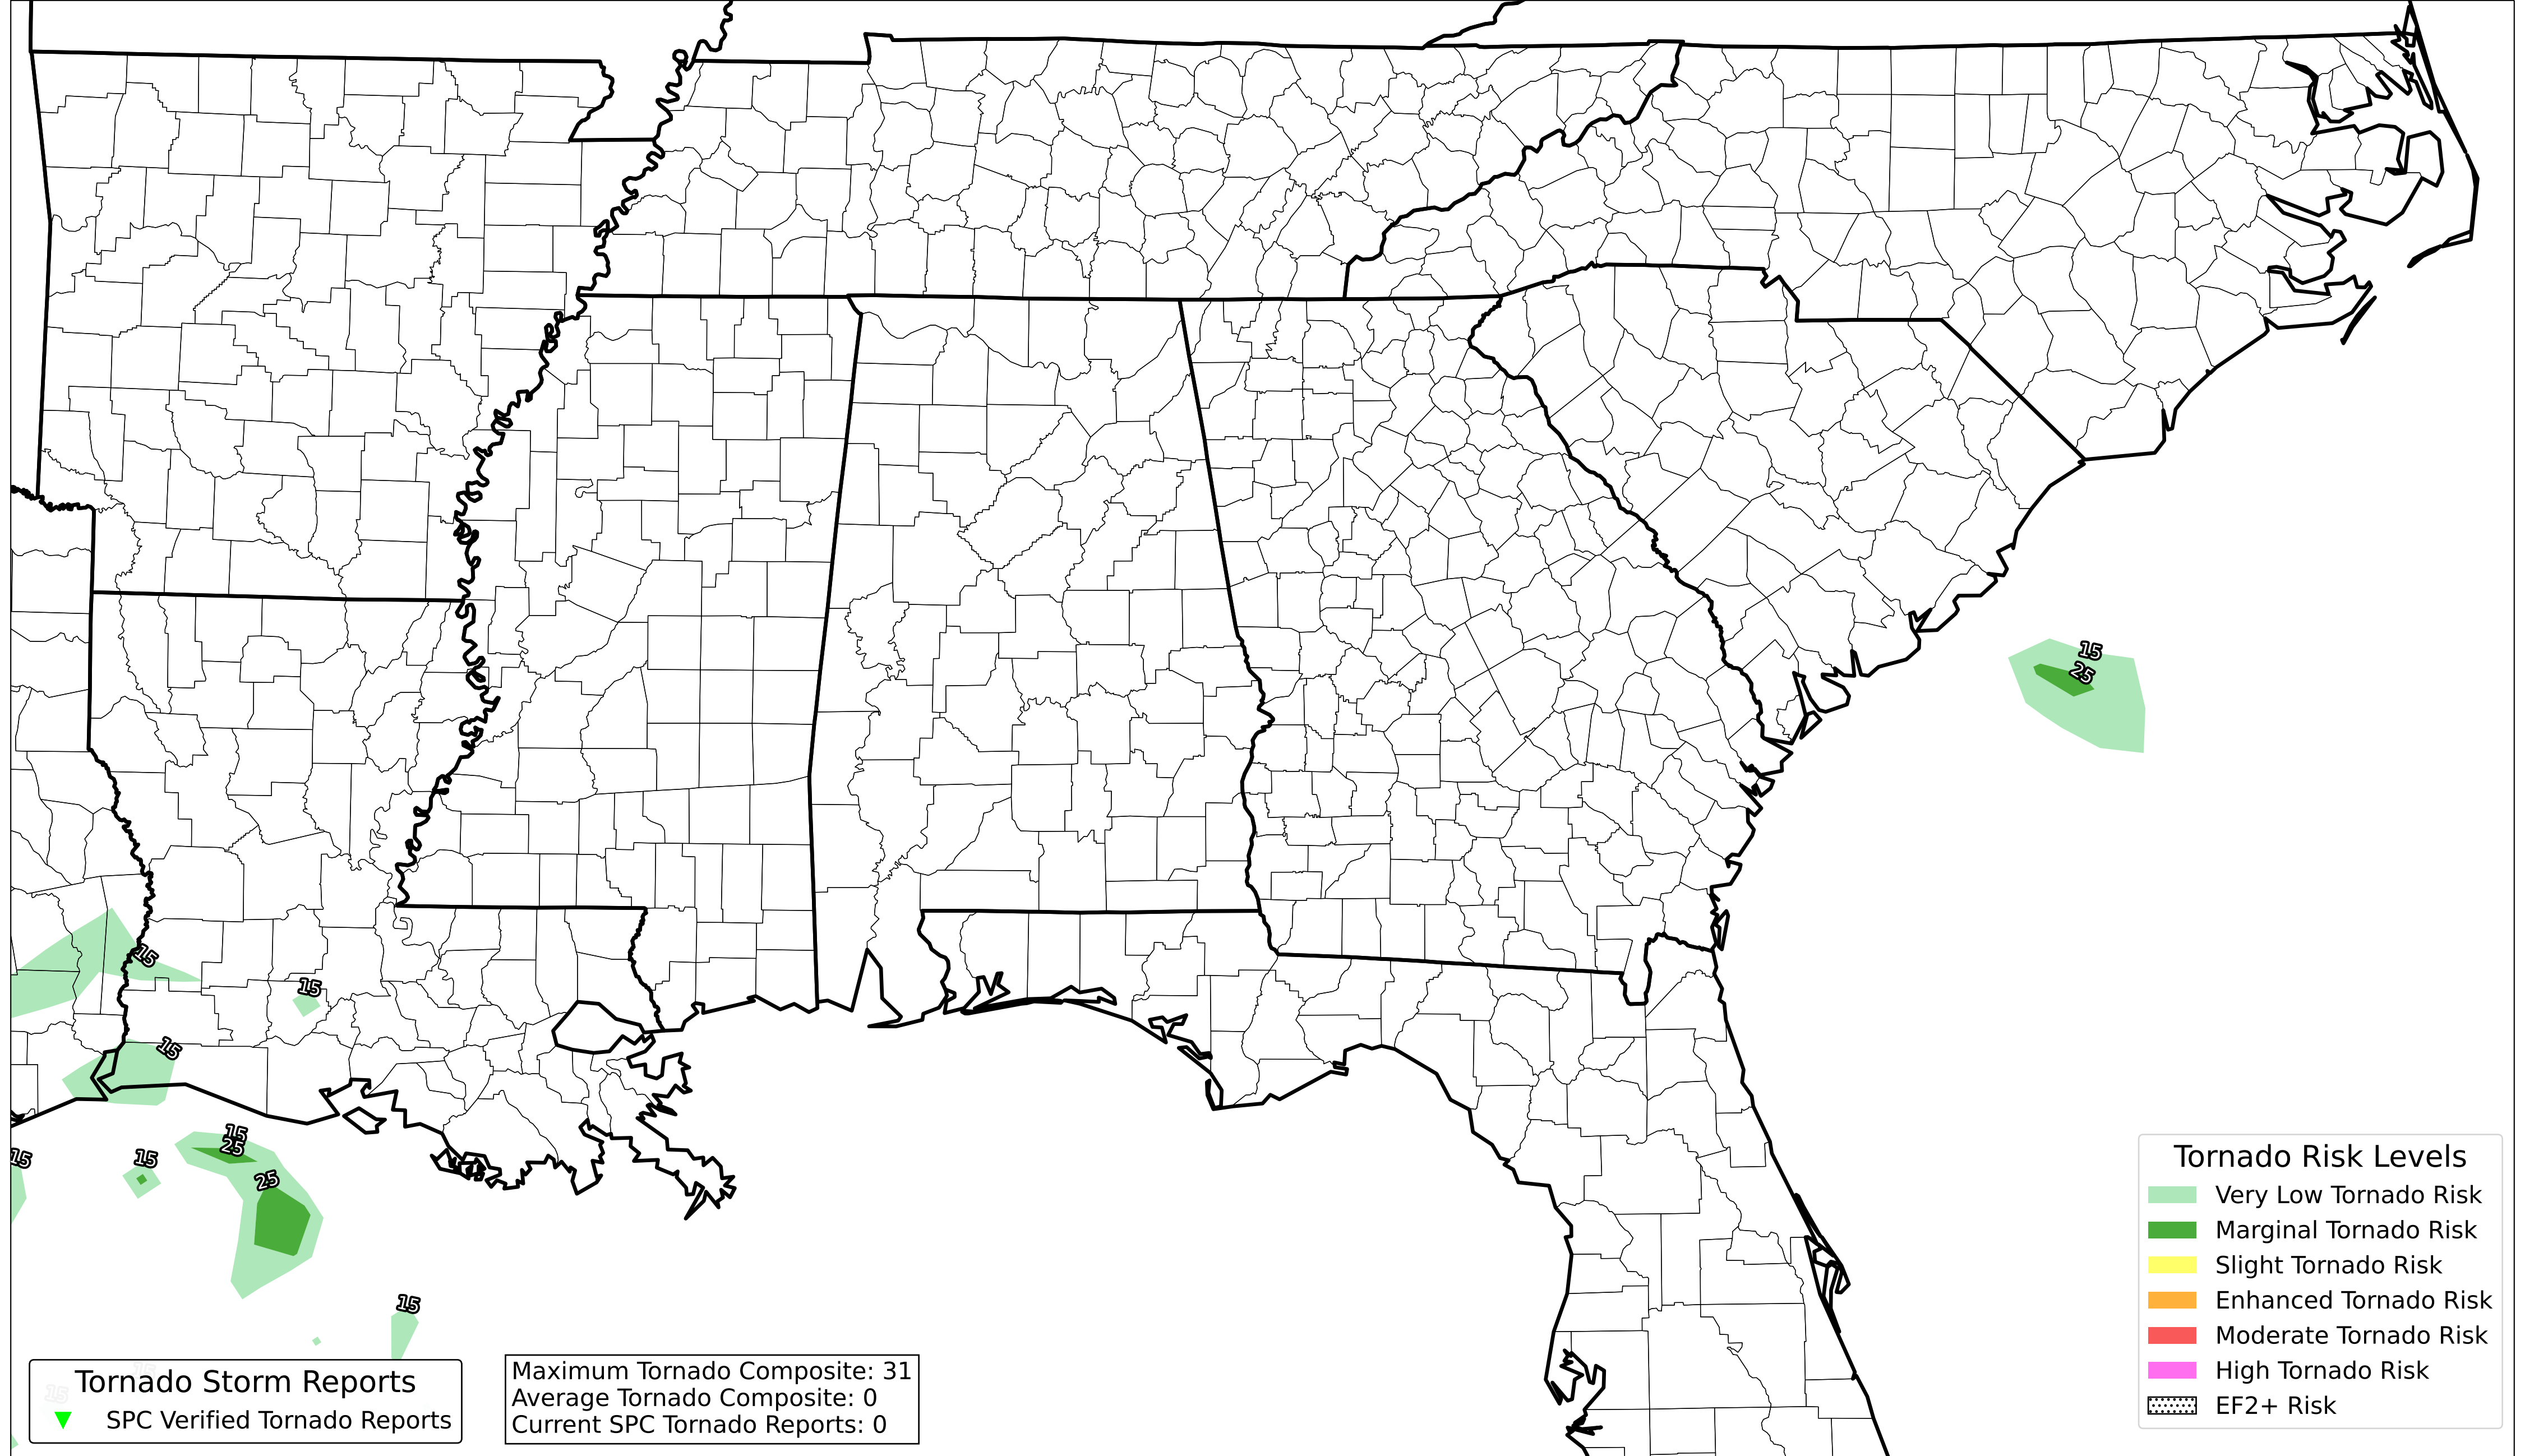 15
25
15
15
15
15
25
15
15
25
15
15
15
Tornado Storm Reports
SPC Verified Tornado Reports
Maximum Tornado Composite: 31
Average Tornado Composite: 0
Current SPC Tornado Reports: 0
Tornado Risk Levels
Very Low Tornado Risk
Marginal Tornado Risk
Slight Tornado Risk
Enhanced Tornado Risk
Moderate Tornado Risk
High Tornado Risk
EF2+ Risk